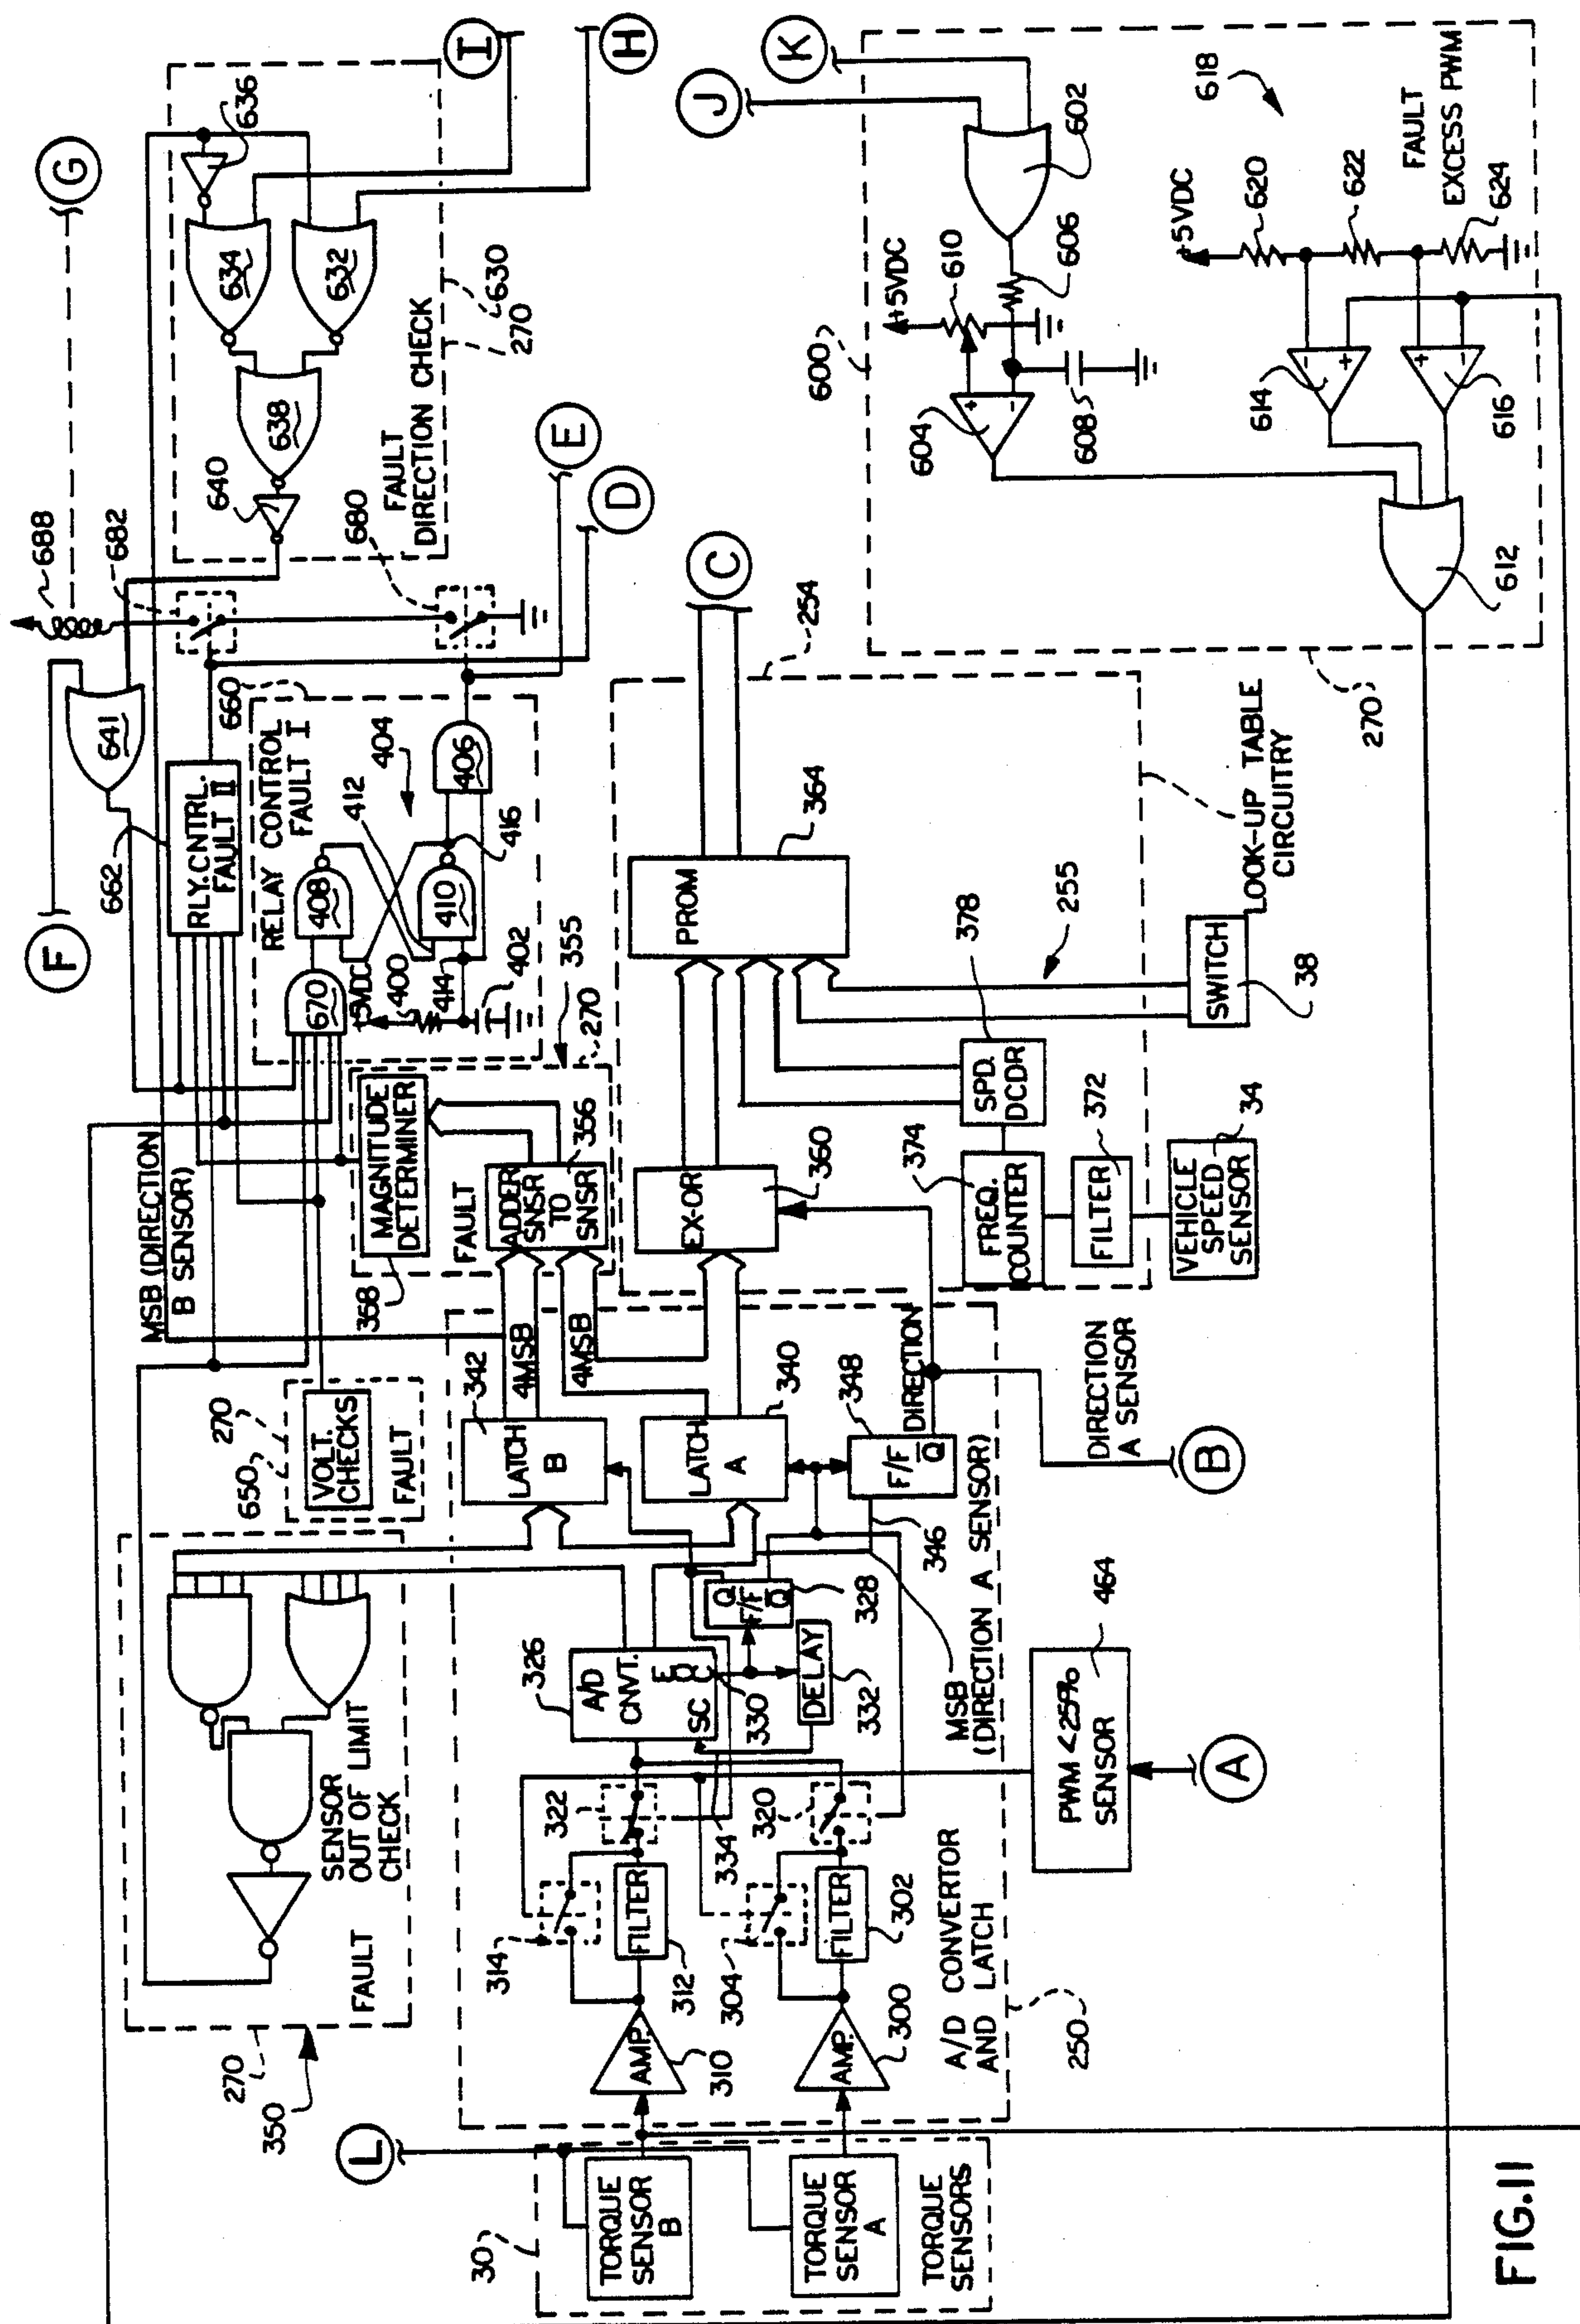 G
F
688
682
I
H
636
634
632
638
640
FAULT
DIRECTION CHECK
630
270
680
E
D
641
662
RLY. CNTRL.
FAULT II
660
RELAY CONTROL
FAULT I
404
412
406
408
410
416
670
+5VDC
400
414
402
355
270
MSB (DIRECTION
B SENSOR)
368
MAGNITUDE
DETERMINER
FAULT
ADDER
SNSR
TO
SNSR
356
650
270
VOLT.
CHECKS
FAULT
SENSOR
OUT OF LIMIT
CHECK
FAULT
270
350
J
K
602
600
+5VDC
610
606
604
608
618
FAULT
EXCESS PWM
+5VDC
620
622
624
614
616
612
270
+
-
-
+
+
-
C
254
364
PROM
LOOK-UP TABLE
CIRCUITRY
255
378
SPD.
DCDR
SWITCH
38
360
EX-OR
374
FREQ.
COUNTER
372
FILTER
34
VEHICLE
SPEED
SENSOR
342
LATCH
B
4MSB
4MSB
340
LATCH
A
348
F/F
Q
DIRECTION
DIRECTION
A SENSOR
B
346
MSB
(DIRECTION A SENSOR)
326
A/D
CNVT.
EOC
SC
330
Q
F/F
Q
328
DELAY
332
334
322
320
314
FILTER
312
304
FILTER
302
AMP.
310
AMP.
300
A/D CONVERTOR
AND LATCH
250
464
PWM <25%
SENSOR
A
L
30
TORQUE
SENSOR
B
TORQUE
SENSOR
A
TORQUE
SENSORS
FIG.11